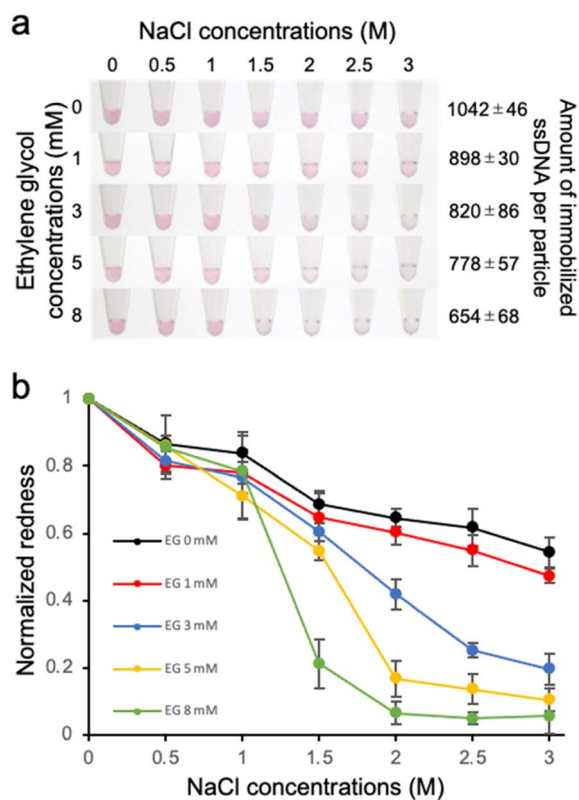 a
NaCl concentrations (M)
0 0.5 1 1.5 2 2.5 3
Ethylene glycol
concentrations (mM)
0
1
3
5
8
1042±46
898±30
820±86
778±57
654±68
Amount of immobilized
ssDNA per particle
b
Normalized redness
1
0.8
0.6
0.4
0.2
0
EG 0 mM
EG 1 mM
EG 3 mM
EG 5 mM
EG 8 mM
0 0.5 1 1.5 2 2.5 3
NaCl concentrations (M)